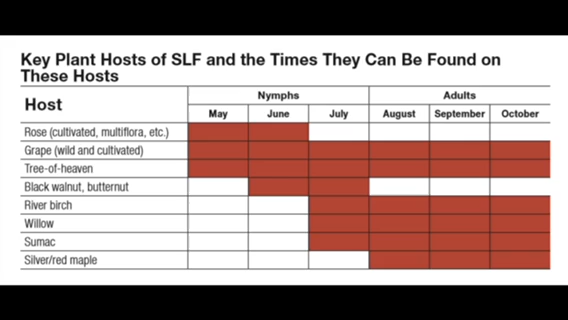 Key Plant Hosts of SLF and the Times They Can Be Found on
These Hosts
Host
Nymphs
Adults
May
June
July
August
September
October
Rose (cultivated, multiflora, etc.)
Grape (wild and cultivated)
Tree-of-heaven
Black walnut, butternut
River birch
Willow
Sumac
Silver/red maple